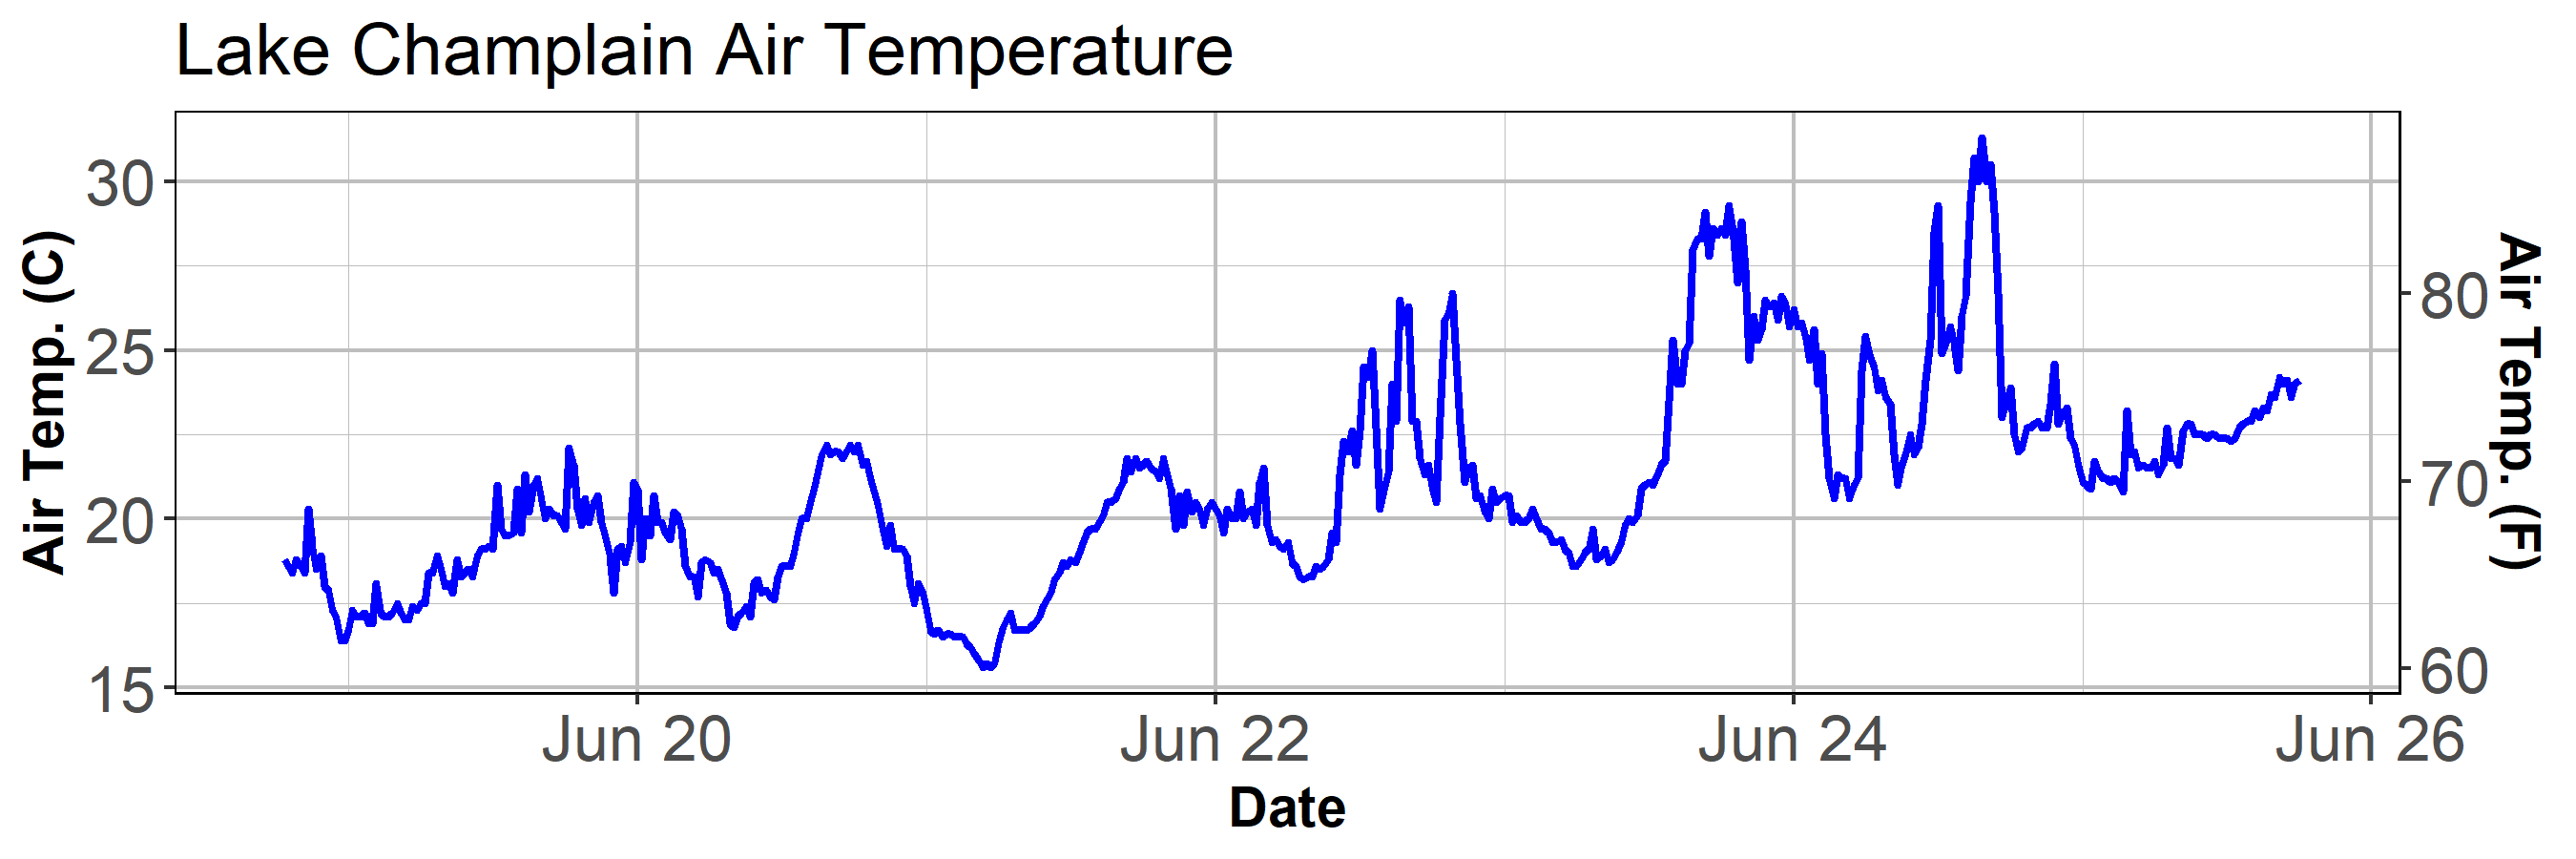 Lake Champlain Air Temperature
Air Temp. (C)
30
25
20
15
80
70
60
Air Temp. (F)
Jun 20 Jun 22 Jun 24 Jun 26
Date